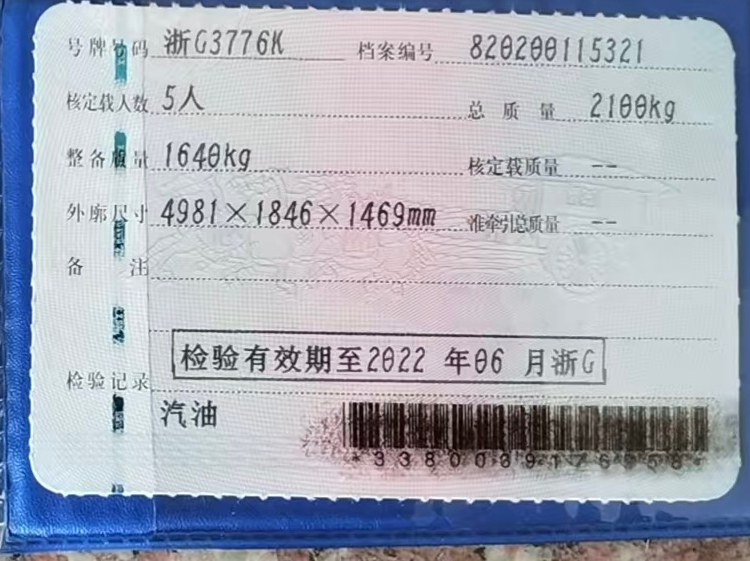 号牌号码 浙G3776K 档案编号 820200115321
核定载人数 5人 总质量 2100kg
整备质量 1640kg 核定载质量 --
外廓尺寸 4981×1846×1469mm 准牵引总质量 --
备注
检验记录 检验有效期至2022年06月浙G
汽油